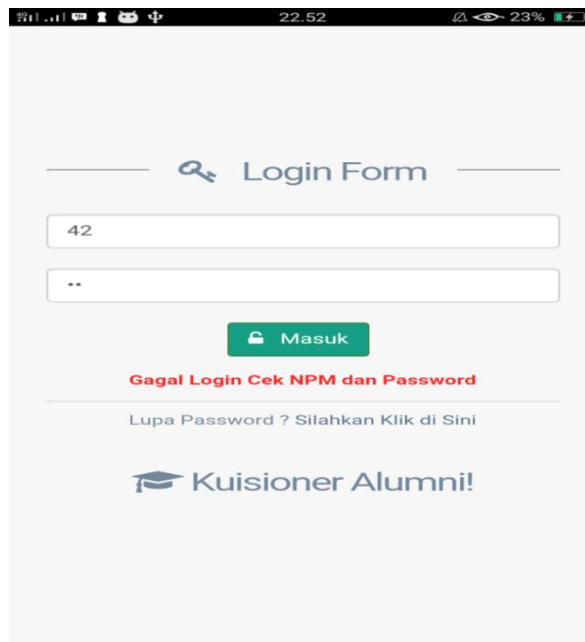 22.52 23%
Login Form
42
••
Masuk
Gagal Login Cek NPM dan Password
Lupa Password ? Silahkan Klik di Sini
Kuisioner Alumni!